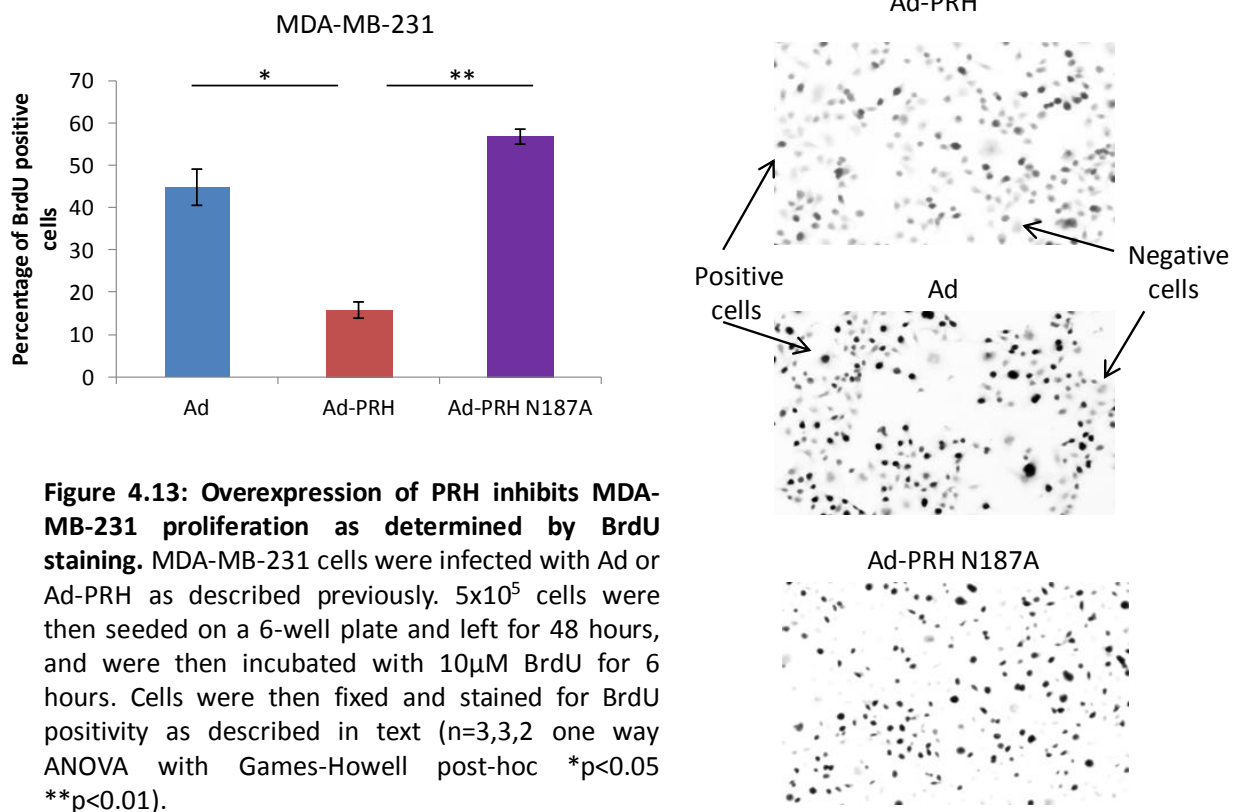 MDA-MB-231
Percentage of BrdU positive
cells
70
60
50
40
30
20
10
0
*
**
Ad
Ad-PRH
Ad-PRH N187A
Figure 4.13: Overexpression of PRH inhibits MDA-
MB-231 proliferation as determined by BrdU
staining. MDA-MB-231 cells were infected with Ad or
Ad-PRH as described previously. 5x10⁵ cells were
then seeded on a 6-well plate and left for 48 hours,
and were then incubated with 10μM BrdU for 6
hours. Cells were then fixed and stained for BrdU
positivity as described in text (n=3,3,2 one way
ANOVA with Games-Howell post-hoc *p<0.05
**p<0.01).
Ad-PRH
Positive
cells
Negative
cells
Ad
Ad-PRH N187A